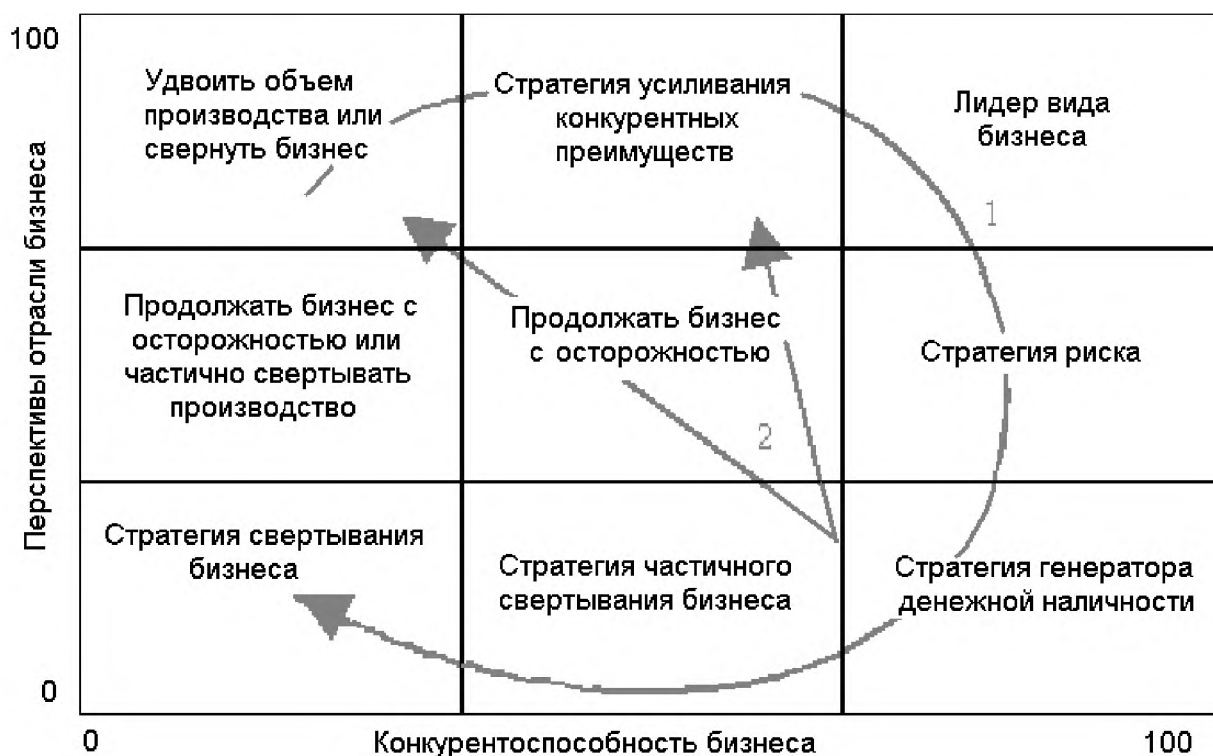 100
Перспективы отрасли бизнеса
0
Удвоить объем
производства или
свернуть бизнес
Стратегия усиливания
конкурентных
преимуществ
Лидер вида
бизнеса
1
Продолжать бизнес с
осторожностью или
частично свертывать
производство
Продолжать бизнес
с осторожностью
2
Стратегия риска
Стратегия свертывания
бизнеса
Стратегия частичного
свертывания бизнеса
Стратегия генератора
денежной наличности
0
Конкурентоспособность бизнеса
100